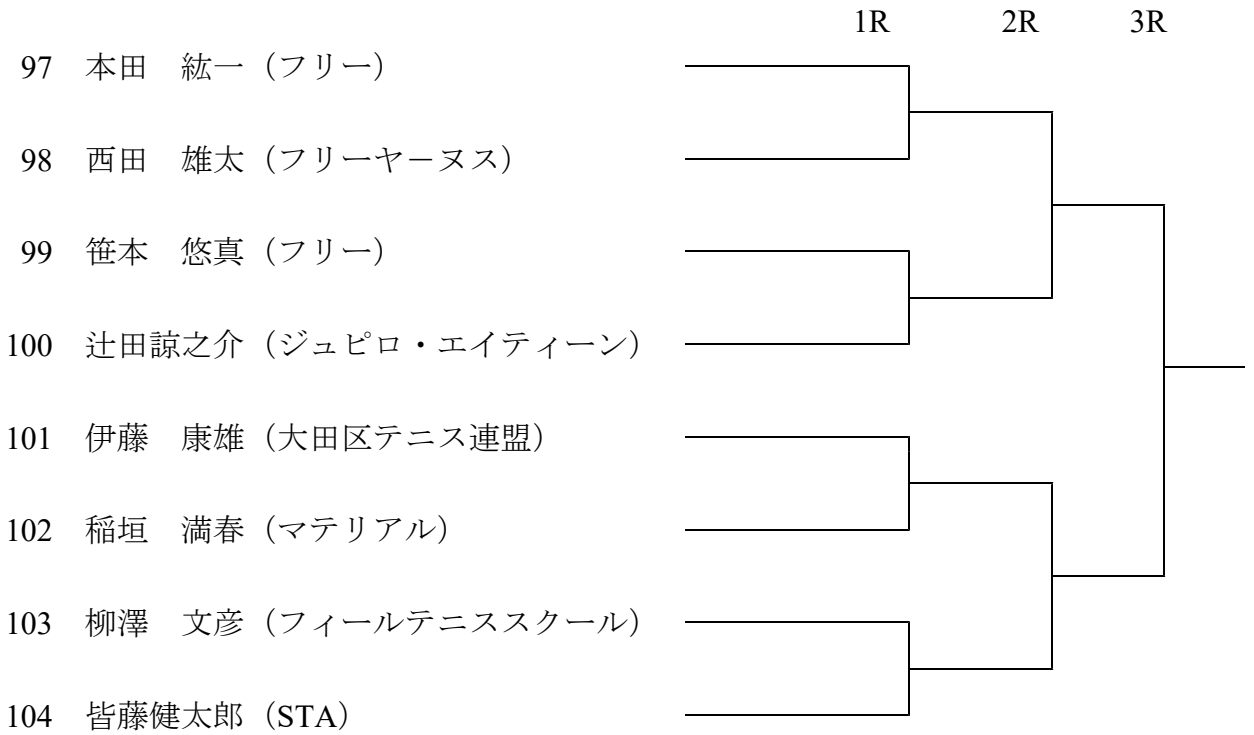 1R 2R 3R
97 本田　紘一（フリー）
98 西田　雄太（フリーヤーヌス）
99 笹本　悠真（フリー）
100 辻田諒之介（ジュピロ・エイティーン）
101 伊藤　康雄（大田区テニス連盟）
102 稲垣　満春（マテリアル）
103 柳澤　文彦（フィールテニススクール）
104 皆藤健太郎（STA）